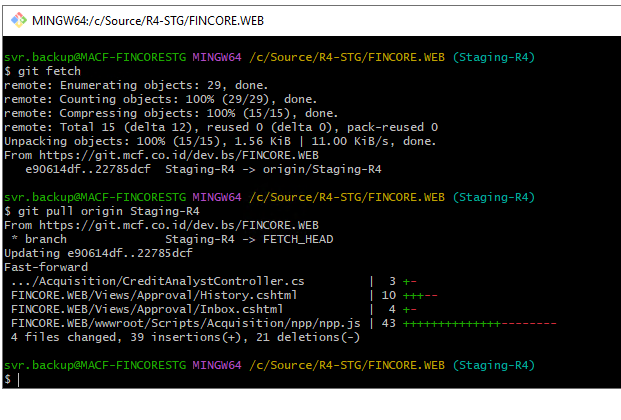 MINGW64:/c/Source/R4-STG/FINCORE.WEB
svr.backup@MACF-FINCORESTG MINGW64 /c/Source/R4-STG/FINCORE.WEB (Staging-R4)
$ git fetch
remote: Enumerating objects: 29, done.
remote: Counting objects: 100% (29/29), done.
remote: Compressing objects: 100% (15/15), done.
remote: Total 15 (delta 12), reused 0 (delta 0), pack-reused 0
Unpacking objects: 100% (15/15), 1.56 KiB | 11.00 KiB/s, done.
From https://git.mcf.co.id/dev.bs/FINCORE.WEB
   e90614df..22785dcf  Staging-R4 -> origin/Staging-R4
svr.backup@MACF-FINCORESTG MINGW64 /c/Source/R4-STG/FINCORE.WEB (Staging-R4)
$ git pull origin Staging-R4
From https://git.mcf.co.id/dev.bs/FINCORE.WEB
 * branch              Staging-R4 -> FETCH_HEAD
Updating e90614df..22785dcf
Fast-forward
 .../Acquisition/CreditAnalystController.cs         |  3 +-
 FINCORE.WEB/Views/Approval/History.cshtml          | 10 +++--
 FINCORE.WEB/Views/Approval/Inbox.cshtml            |  4 +-
 FINCORE.WEB/wwwroot/Scripts/Acquisition/npp/npp.js | 43 ++++++++++++++--------
 4 files changed, 39 insertions(+), 21 deletions(-)
svr.backup@MACF-FINCORESTG MINGW64 /c/Source/R4-STG/FINCORE.WEB (Staging-R4)
$